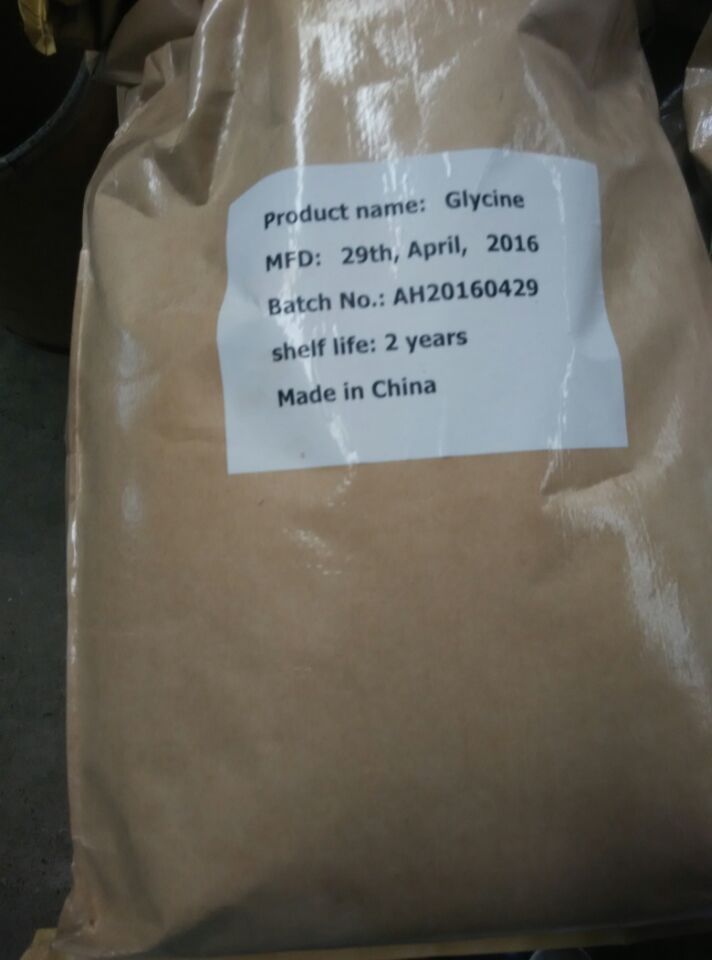 Product name: Glycine
MFD: 29th, April, 2016
Batch No.: AH20160429
shelf life: 2 years
Made in China